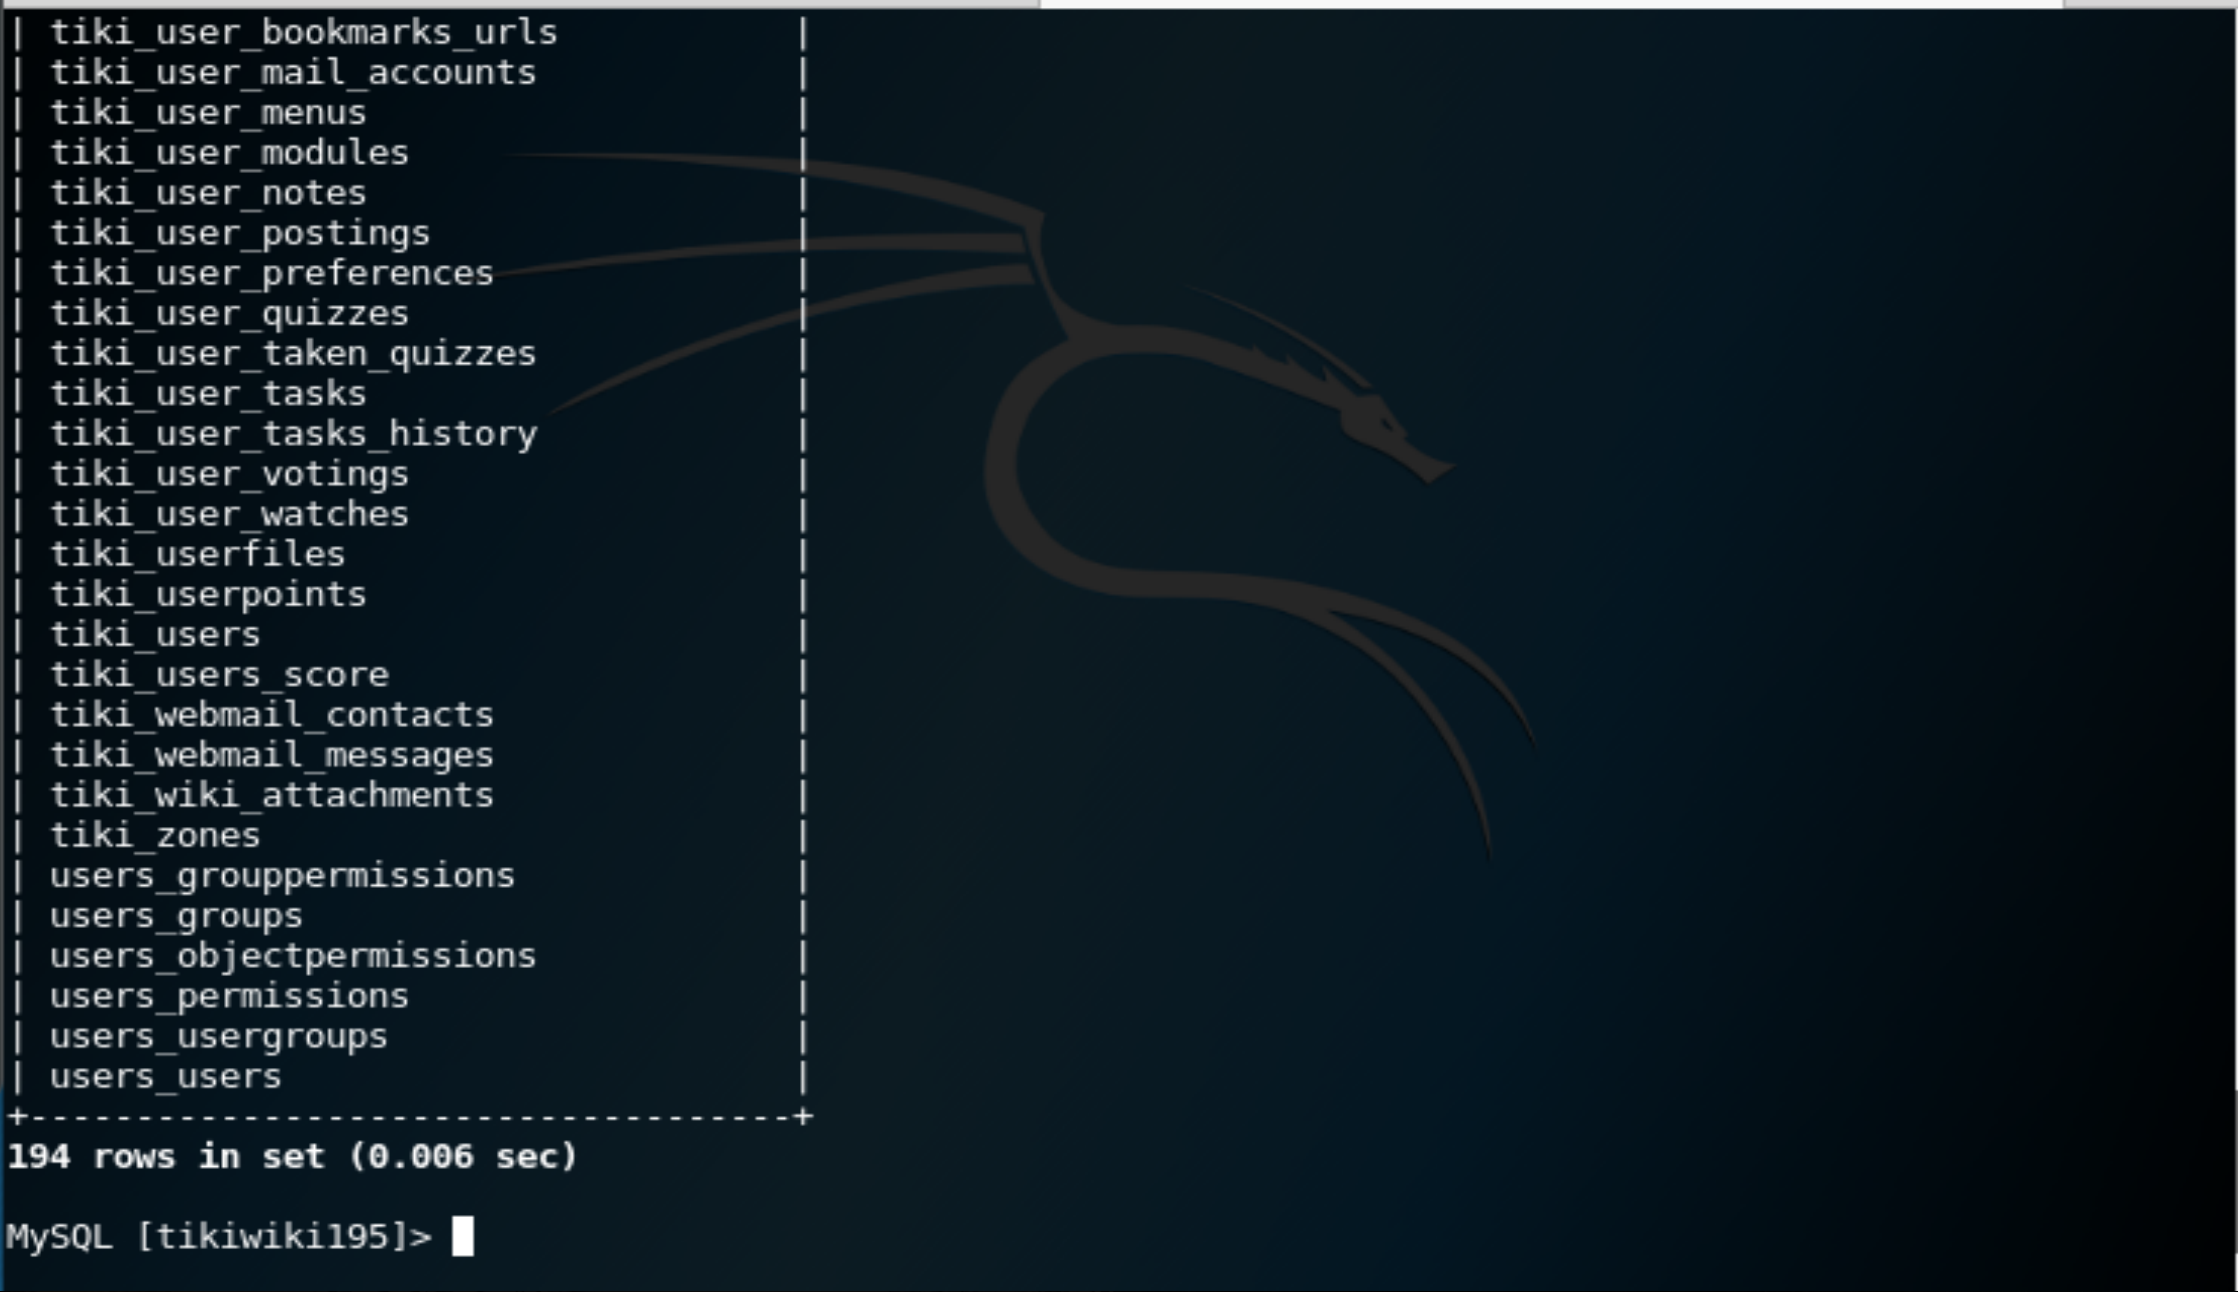 | tiki_user_bookmarks_urls |
| tiki_user_mail_accounts |
| tiki_user_menus |
| tiki_user_modules |
| tiki_user_notes |
| tiki_user_postings |
| tiki_user_preferences |
| tiki_user_quizzes |
| tiki_user_taken_quizzes |
| tiki_user_tasks |
| tiki_user_tasks_history |
| tiki_user_votings |
| tiki_user_watches |
| tiki_userfiles |
| tiki_userpoints |
| tiki_users |
| tiki_users_score |
| tiki_webmail_contacts |
| tiki_webmail_messages |
| tiki_wiki_attachments |
| tiki_zones |
| users_grouppermissions |
| users_groups |
| users_objectpermissions |
| users_permissions |
| users_usergroups |
| users_users |
+------------------------------------+
194 rows in set (0.006 sec)
MySQL [tikiwiki195]>